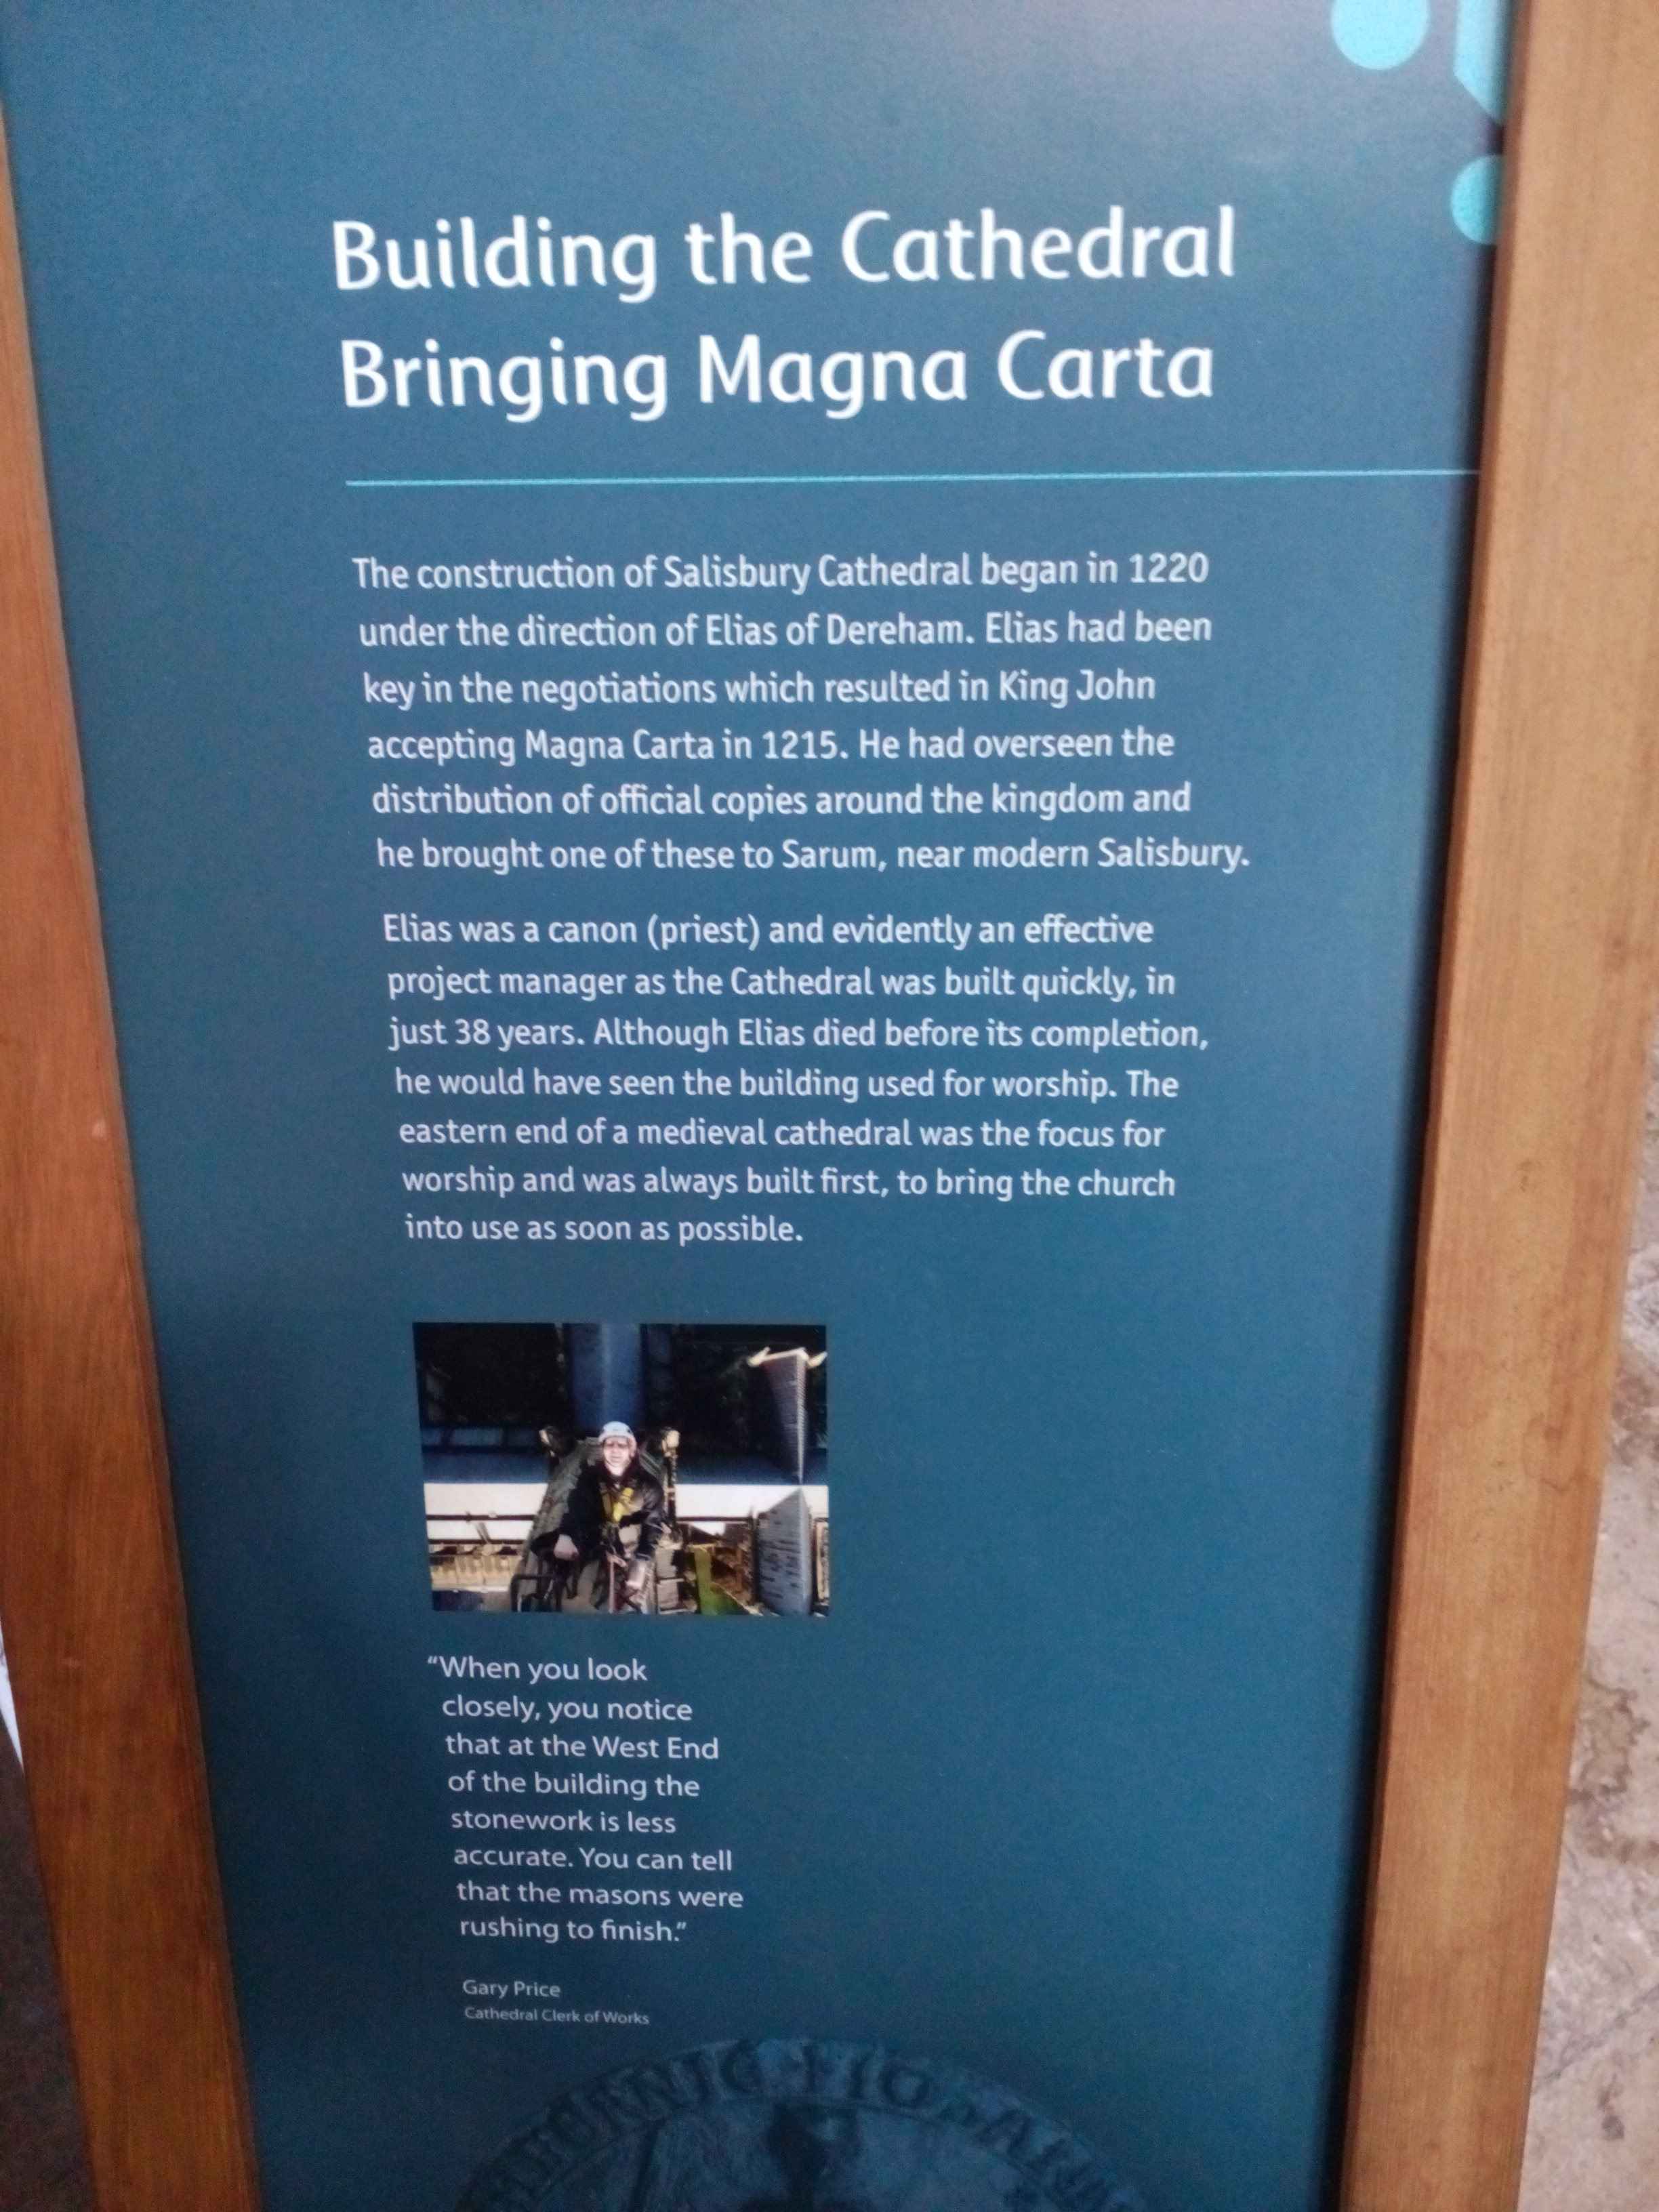 Building the Cathedral
Bringing Magna Carta
The construction of Salisbury Cathedral began in 1220
under the direction of Elias of Dereham. Elias had been
key in the negotiations which resulted in King John
accepting Magna Carta in 1215. He had overseen the
distribution of official copies around the kingdom and
he brought one of these to Sarum, near modern Salisbury.
Elias was a canon (priest) and evidently an effective
project manager as the Cathedral was built quickly, in
just 38 years. Although Elias died before its completion,
he would have seen the building used for worship. The
eastern end of a medieval cathedral was the focus for
worship and was always built first, to bring the church
into use as soon as possible.
“When you look
closely, you notice
that at the West End
of the building the
stonework is less
accurate. You can tell
that the masons were
rushing to finish.”
Gary Price
Cathedral Clerk of Works